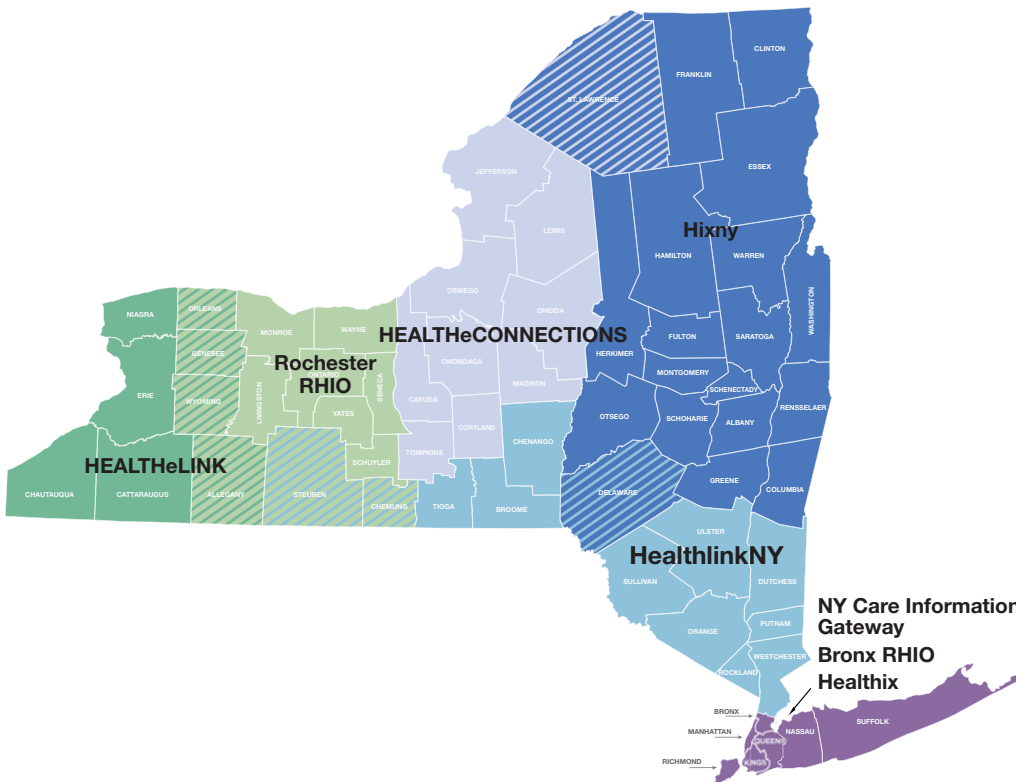 CLINTON
FRANKLIN
ST. LAWRENCE
ESSEX
JEFFERSON
LEWIS
Hixny
HAMILTON
WARREN
WASHINGTON
OSWEGO
ONEIDA
NIAGRA
ORLEANS
MONROE
WAYNE
HEALTHeCONNECTIONS
FULTON
SARATOGA
HERKIMER
GENESEE
Rochester
RHIO
ONTARIO
ONONDAGA
MONTGOMERY
SCHENECTADY
MADISON
ERIE
WYOMING
LIVINGSTON
YATES
SENECA
CAYUGA
OTSEGO
SCHOHARIE
ALBANY
RENSSELAER
CORTLAND
CHENANGO
TOMPKINS
SCHUYLER
HEALTHeLINK
CHAUTAUQUA
CATTARAUGUS
ALLEGANY
STEUBEN
CHEMUNG
TIOGA
BROOME
DELAWARE
GREENE
COLUMBIA
ULSTER
HealthlinkNY
SULLIVAN
DUTCHESS
ORANGE
PUTNAM
WESTCHESTER
ROCKLAND
NY Care Information
Gateway
Bronx RHIO
Healthix
BRONX
MANHATTAN
RICHMOND
QUEENS
KINGS
NASSAU
SUFFOLK